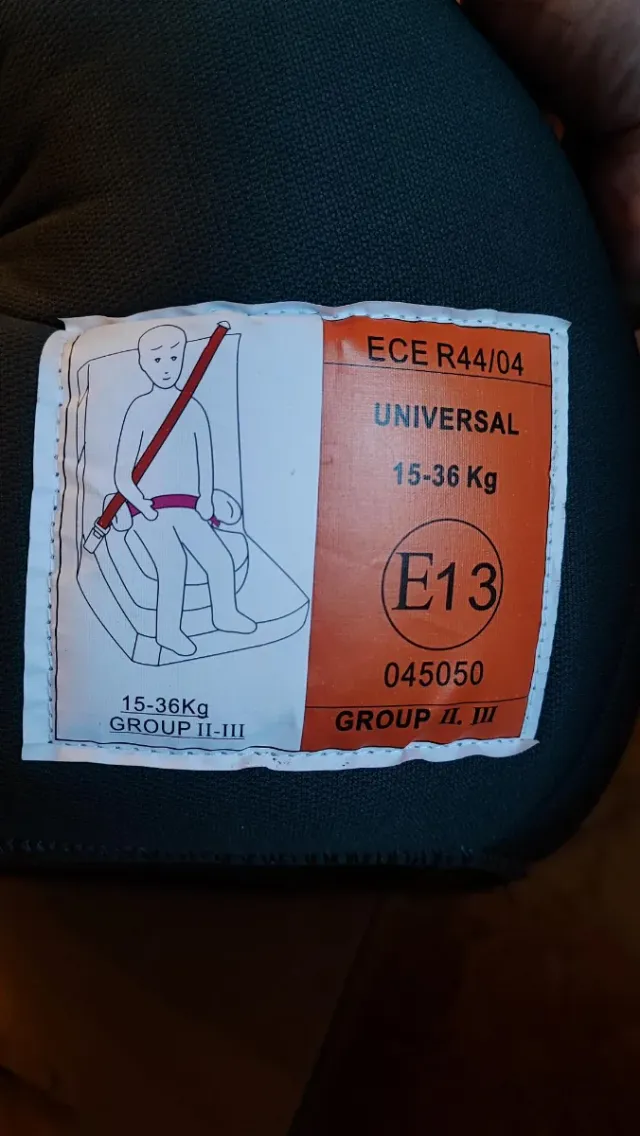 15-36Kg
GROUP II-III
ECE R44/04
UNIVERSAL
15-36 Kg
E13
045050
GROUP II. III